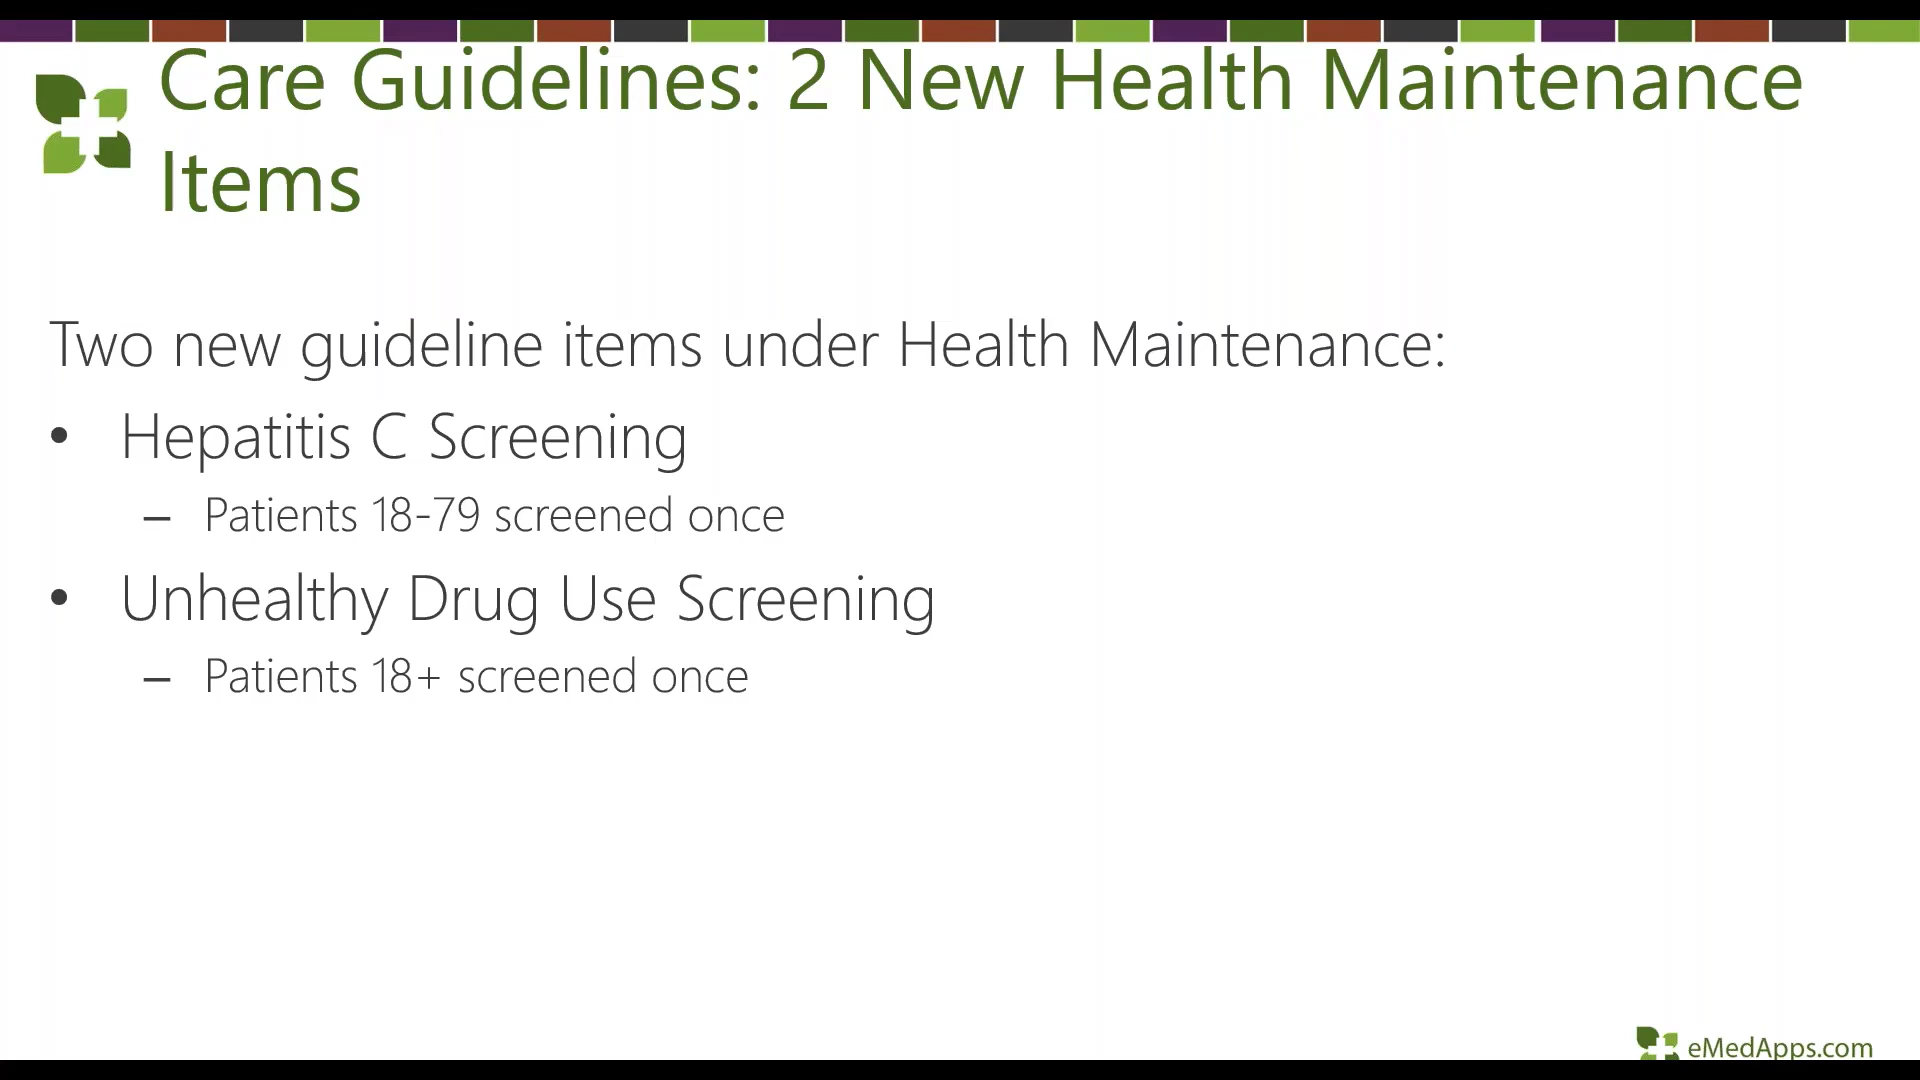 Care Guidelines: 2 New Health Maintenance
Items
Two new guideline items under Health Maintenance:
• Hepatitis C Screening
– Patients 18-79 screened once
• Unhealthy Drug Use Screening
– Patients 18+ screened once
eMedApps.com